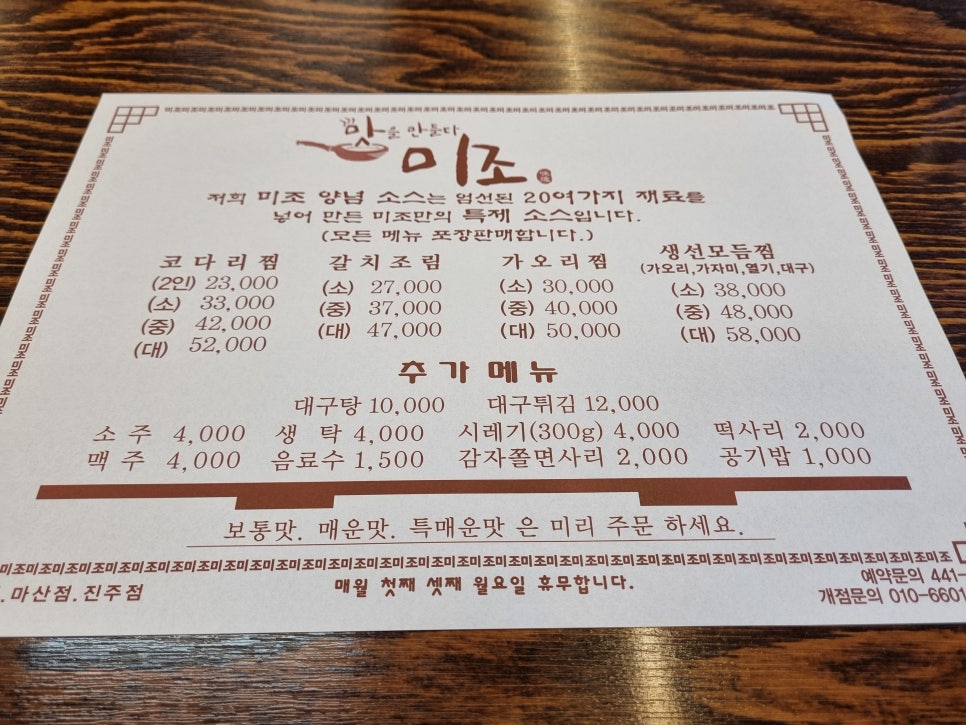 맛을 만들다
미조
저희 미조 양념 소스는 엄선된 20여가지 재료를
넣어 만든 미조만의 특제 소스입니다.
(모든 메뉴 포장판매합니다.)
코다리찜 갈치조림 가오리찜 생선모듬찜
(가오리,가자미,열기,대구)
(2인) 23,000 (소) 27,000 (소) 30,000 (소) 38,000
(소) 33,000 (중) 37,000 (중) 40,000 (중) 48,000
(중) 42,000 (대) 47,000 (대) 50,000 (대) 58,000
(대) 52,000
추가메뉴
대구탕 10,000 대구튀김 12,000
소주 4,000 생탁 4,000 시레기(300g) 4,000 떡사리 2,000
맥주 4,000 음료수 1,500 감자쫄면사리 2,000 공기밥 1,000
보통맛. 매운맛. 특매운맛 은 미리 주문 하세요.
. 마산점. 진주점 매월 첫째 셋째 월요일 휴무합니다. 예약문의 441-
개점문의 010-6601